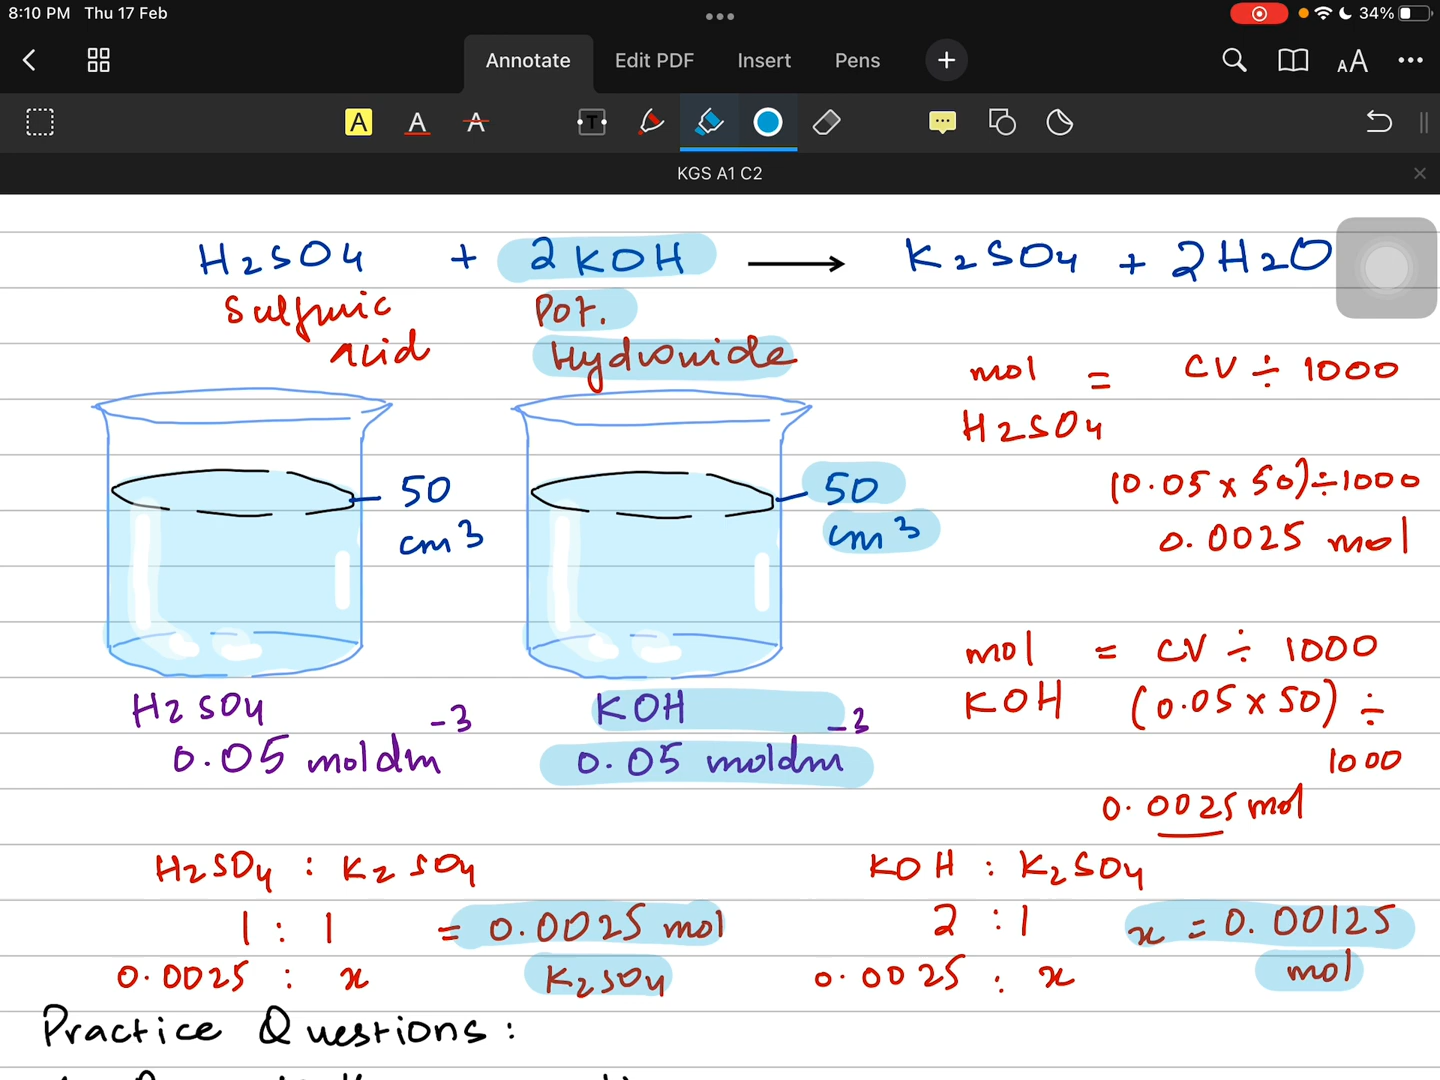 8:10 PM Thu 17 Feb
34%
Annotate Edit PDF Insert Pens
KGS A1 C2
H2SO4 + 2KOH → K2SO4 + 2H2O
Sulfuric
acid
Pot.
Hydroxide
50
cm3
50
cm3
H2SO4
0.05 moldm-3
KOH
0.05 moldm-3
mol = CV ÷ 1000
H2SO4
(0.05 x 50) ÷ 1000
0.0025 mol
mol = CV ÷ 1000
KOH (0.05 x 50) ÷
1000
0.0025 mol
H2SO4 : K2SO4
1 : 1 = 0.0025 mol
0.0025 : x K2SO4
KOH : K2SO4
2 : 1 x = 0.00125
0.0025 : x mol
Practice Questions :